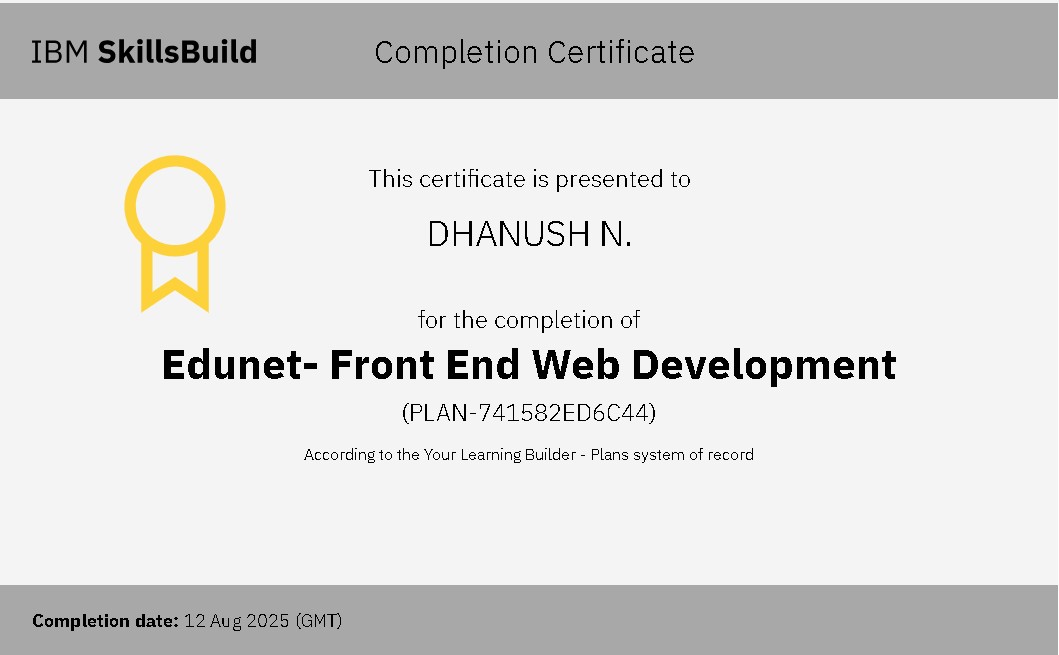 IBM SkillsBuild
Completion Certificate
This certificate is presented to
DHANUSH N.
for the completion of
Edunet- Front End Web Development
(PLAN-741582ED6C44)
According to the Your Learning Builder - Plans system of record
Completion date: 12 Aug 2025 (GMT)